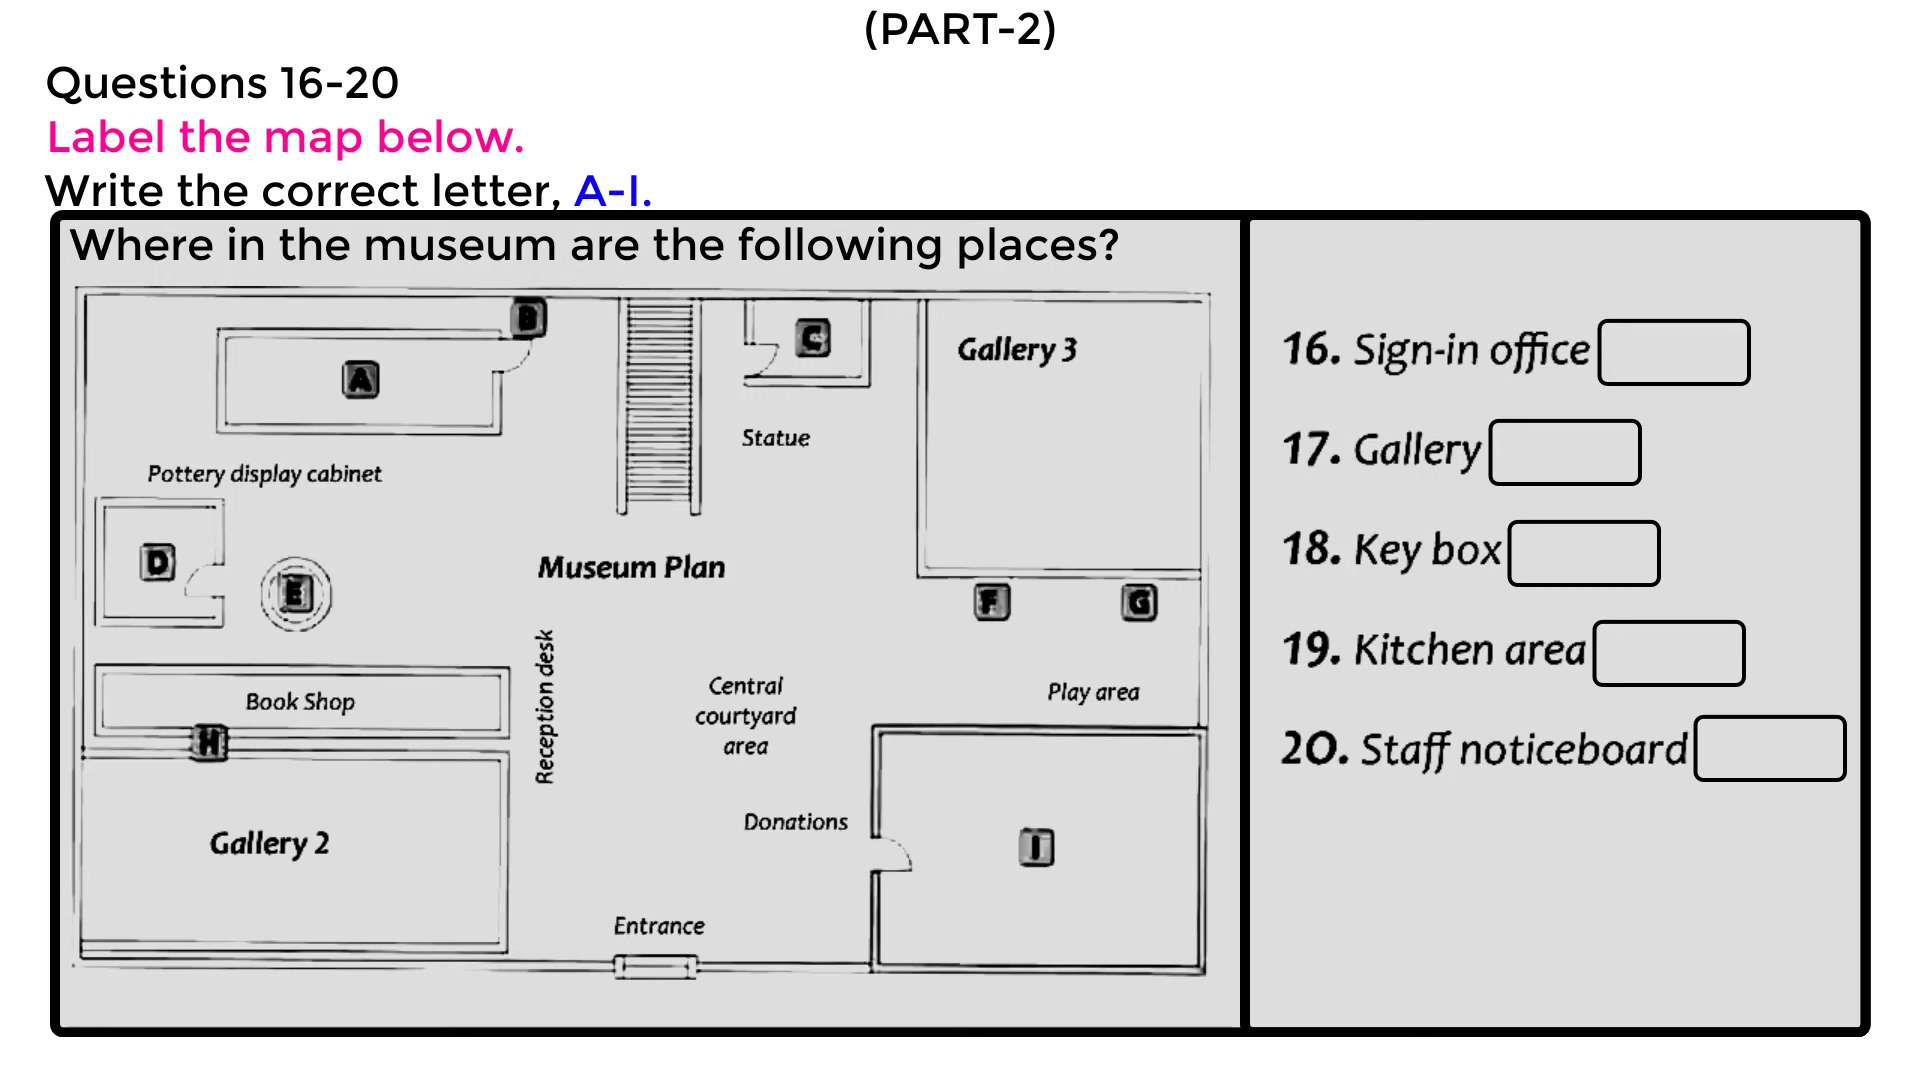 (PART-2)
Questions 16-20
Label the map below.
Write the correct letter, A-I.
Where in the museum are the following places?
B
C
Gallery 3
A
Statue
Pottery display cabinet
D
E
Museum Plan
F
G
Reception desk
Book Shop
Central
courtyard
area
Play area
H
Donations
Gallery 2
I
Entrance
16. Sign-in office
17. Gallery
18. Key box
19. Kitchen area
20. Staff noticeboard